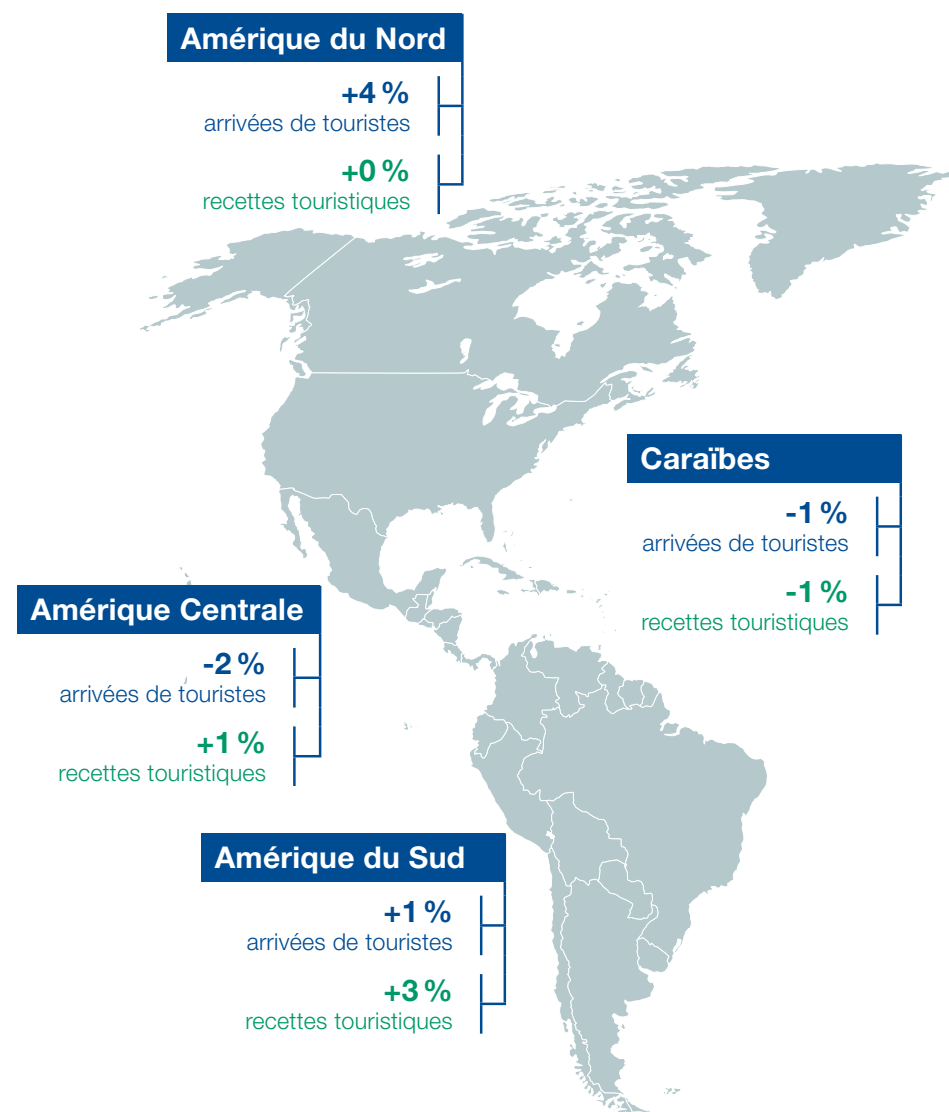 Amérique du Nord
+4 %
arrivées de touristes
+0 %
recettes touristiques
Caraïbes
-1 %
arrivées de touristes
-1 %
recettes touristiques
Amérique Centrale
-2 %
arrivées de touristes
+1 %
recettes touristiques
Amérique du Sud
+1 %
arrivées de touristes
+3 %
recettes touristiques